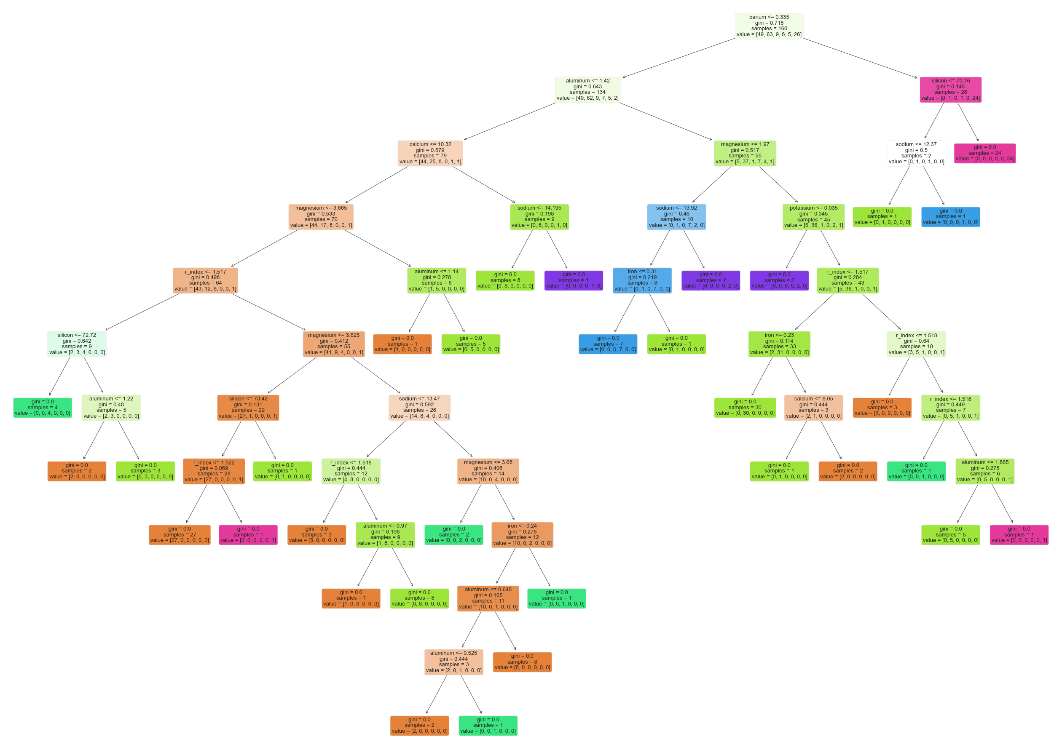 barium <= 0.335
gini = 0.718
samples = 160
value = [49, 63, 9, 8, 5, 26]
aluminum <= 1.42
gini = 0.643
samples = 134
value = [49, 62, 9, 7, 5, 2]
gini = 0.145
samples = 26
value = [0, 1, 0, 1, 0, 24]
calcium <= 10.32
gini = 0.579
samples = 79
value = [44, 25, 8, 0, 1, 1]
magnesium <= 1.97
gini = 0.517
samples = 55
value = [5, 37, 1, 7, 4, 1]
sodium <= 12.37
gini = 0.5
samples = 2
value = [0, 1, 0, 1, 0, 0]
gini = 0.0
samples = 24
value = [0, 0, 0, 0, 0, 24]
magnesium <= 3.865
gini = 0.533
samples = 70
value = [44, 17, 8, 0, 0, 1]
sodium <= 14.195
gini = 0.198
samples = 9
value = [0, 8, 0, 0, 1, 0]
sodium <= 13.92
gini = 0.46
samples = 10
value = [0, 1, 0, 7, 2, 0]
potassium <= 0.035
gini = 0.345
samples = 45
value = [5, 36, 1, 0, 2, 1]
gini = 0.0
samples = 1
value = [0, 1, 0, 0, 0, 0]
gini = 0.0
samples = 1
value = [0, 0, 0, 1, 0, 0]
r_index <= 1.517
gini = 0.495
samples = 64
value = [43, 12, 8, 0, 0, 1]
aluminum <= 1.14
gini = 0.278
samples = 6
value = [1, 5, 0, 0, 0, 0]
gini = 0.0
samples = 8
value = [0, 8, 0, 0, 0, 0]
gini = 0.0
samples = 1
value = [0, 0, 0, 0, 1, 0]
iron <= 0.31
gini = 0.219
samples = 8
value = [0, 1, 0, 7, 0, 0]
gini = 0.0
samples = 2
value = [0, 0, 0, 0, 2, 0]
gini = 0.0
samples = 2
value = [0, 0, 0, 0, 2, 0]
r_index <= 1.517
gini = 0.284
samples = 43
value = [5, 36, 1, 0, 0, 1]
silicon <= 72.72
gini = 0.642
samples = 9
value = [2, 3, 4, 0, 0, 0]
magnesium <= 3.625
gini = 0.412
samples = 55
value = [41, 9, 4, 0, 0, 1]
gini = 0.0
samples = 1
value = [1, 0, 0, 0, 0, 0]
gini = 0.0
samples = 5
value = [0, 5, 0, 0, 0, 0]
gini = 0.0
samples = 7
value = [0, 0, 0, 7, 0, 0]
gini = 0.0
samples = 1
value = [0, 1, 0, 0, 0, 0]
iron <= 0.23
gini = 0.114
samples = 33
value = [2, 31, 0, 0, 0, 0]
r_index <= 1.518
gini = 0.64
samples = 10
value = [3, 5, 1, 0, 0, 1]
gini = 0.0
samples = 4
value = [0, 0, 4, 0, 0, 0]
aluminum <= 1.22
gini = 0.48
samples = 5
value = [2, 3, 0, 0, 0, 0]
silicon <= 73.42
gini = 0.131
samples = 29
value = [27, 1, 0, 0, 0, 1]
sodium <= 13.47
gini = 0.592
samples = 26
value = [14, 8, 4, 0, 0, 0]
gini = 0.0
samples = 30
value = [0, 30, 0, 0, 0, 0]
gini = 0.444
samples = 3
value = [2, 1, 0, 0, 0, 0]
gini = 0.0
samples = 3
value = [3, 0, 0, 0, 0, 0]
r_index <= 1.518
gini = 0.449
samples = 7
value = [0, 5, 1, 0, 0, 1]
gini = 0.0
samples = 2
value = [2, 0, 0, 0, 0, 0]
gini = 0.0
samples = 3
value = [0, 3, 0, 0, 0, 0]
gini = 0.069
samples = 28
value = [27, 0, 0, 0, 0, 1]
gini = 0.0
samples = 1
value = [0, 1, 0, 0, 0, 0]
gini = 0.444
samples = 12
value = [4, 8, 0, 0, 0, 0]
magnesium <= 3.66
gini = 0.408
samples = 14
value = [10, 0, 4, 0, 0, 0]
gini = 0.0
samples = 1
value = [0, 1, 0, 0, 0, 0]
gini = 0.0
samples = 2
value = [2, 0, 0, 0, 0, 0]
gini = 0.0
samples = 1
value = [0, 0, 1, 0, 0, 0]
gini = 0.278
samples = 6
value = [0, 5, 0, 0, 0, 1]
gini = 0.0
samples = 27
value = [27, 0, 0, 0, 0, 0]
gini = 0.0
samples = 1
value = [0, 0, 0, 0, 0, 1]
gini = 0.0
samples = 3
value = [3, 0, 0, 0, 0, 0]
aluminum <= 0.97
gini = 0.198
samples = 9
value = [1, 8, 0, 0, 0, 0]
gini = 0.0
samples = 2
value = [0, 0, 2, 0, 0, 0]
iron <= 0.24
gini = 0.278
samples = 12
value = [10, 0, 2, 0, 0, 0]
gini = 0.0
samples = 5
value = [0, 5, 0, 0, 0, 0]
gini = 0.0
samples = 1
value = [0, 0, 0, 0, 0, 1]
gini = 0.0
samples = 1
value = [1, 0, 0, 0, 0, 0]
gini = 0.0
samples = 8
value = [0, 8, 0, 0, 0, 0]
aluminum <= 0.645
gini = 0.165
samples = 11
value = [10, 0, 1, 0, 0, 0]
gini = 0.0
samples = 1
value = [0, 0, 1, 0, 0, 0]
aluminum <= 0.525
gini = 0.444
samples = 3
value = [2, 0, 1, 0, 0, 0]
gini = 0.0
samples = 8
value = [8, 0, 0, 0, 0, 0]
gini = 0.0
samples = 2
value = [2, 0, 0, 0, 0, 0]
gini = 0.0
samples = 1
value = [0, 0, 1, 0, 0, 0]